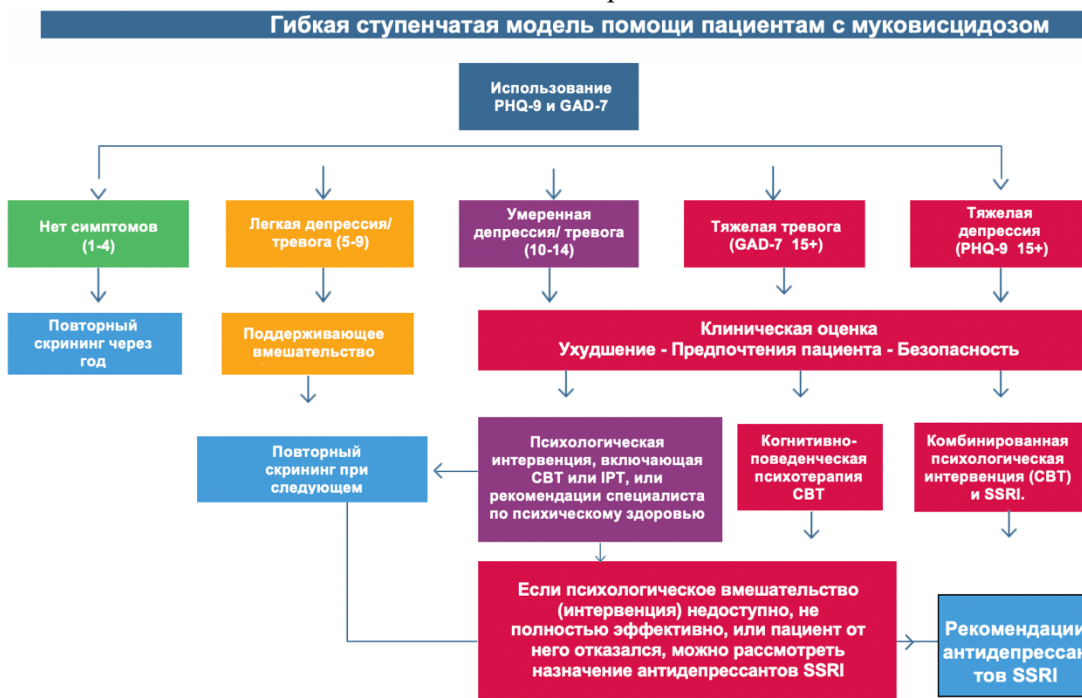 Гибкая ступенчатая модель помощи пациентам с муковисцидозом
Использование
PHQ-9 и GAD-7
Нет симптомов
(1-4)
Легкая депрессия/
тревога (5-9)
Умеренная
депрессия/ тревога
(10-14)
Тяжелая тревога
(GAD-7 15+)
Тяжелая
депрессия
(PHQ-9 15+)
Повторный
скрининг через
год
Поддерживающее
вмешательство
Клиническая оценка
Ухудшение - Предпочтения пациента - Безопасность
Повторный
скрининг при
следующем
Психологическая
интервенция, включающая
CBT или IPT, или
рекомендации специалиста
по психическому здоровью
Когнитивно-
поведенческая
психотерапия
CBT
Комбинированная
психологическая
интервенция (CBT)
и SSRI.
Если психологическое вмешательство
(интервенция) недоступно, не
полностью эффективно, или пациент от
него отказался, можно рассмотреть
назначение антидепрессантов SSRI
Рекомендации
антидепрессан
тов SSRI